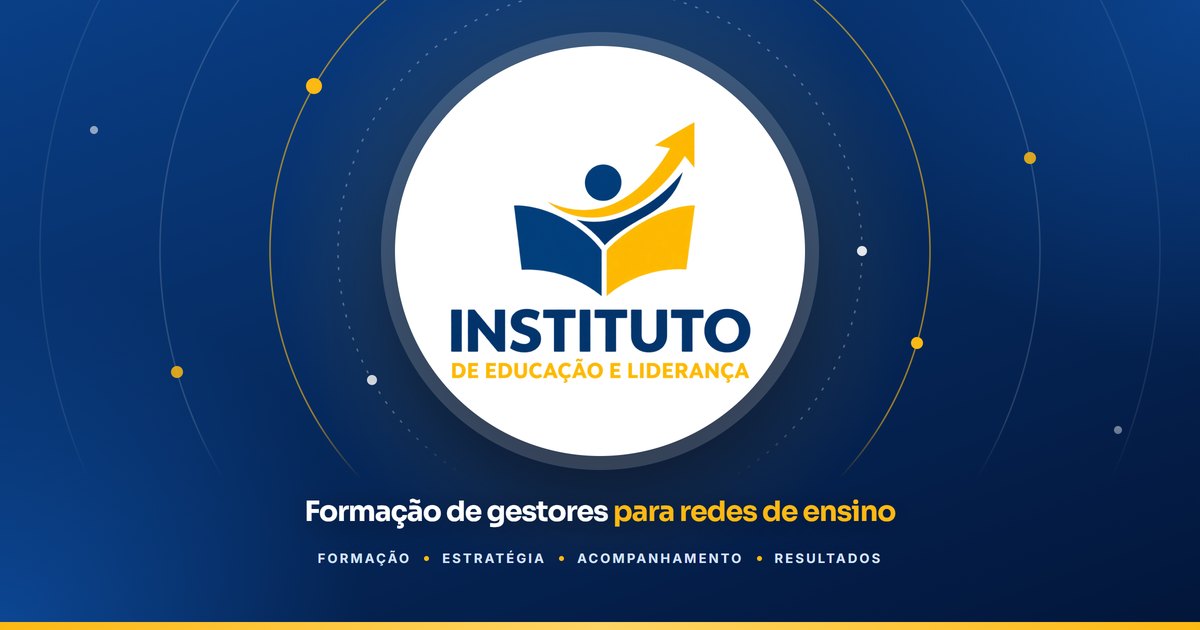 INSTITUTO
DE EDUCAÇÃO E LIDERANÇA
Formação de gestores para redes de ensino
FORMAÇÃO • ESTRATÉGIA • ACOMPANHAMENTO • RESULTADOS